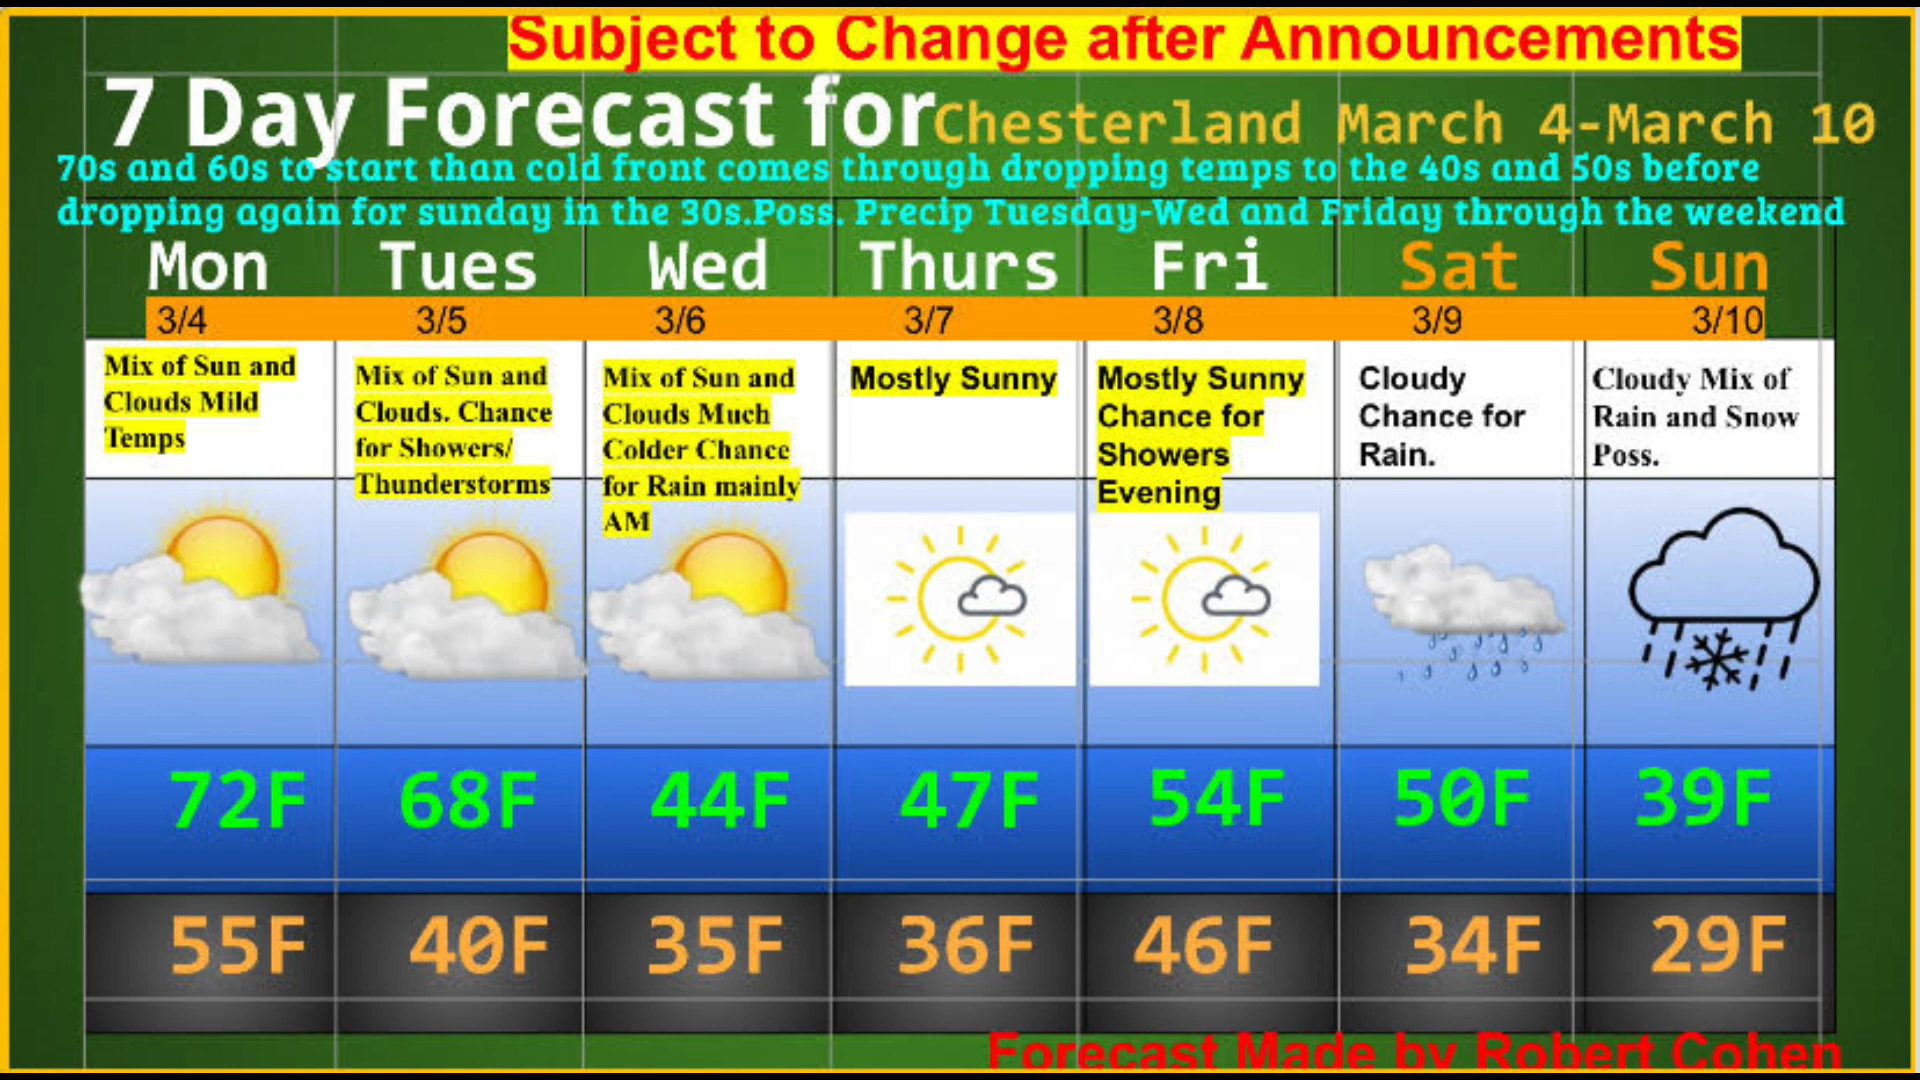 Subject to Change after Announcements
7 Day Forecast for Chesterland March 4-March 10
70s and 60s to start than cold front comes through dropping temps to the 40s and 50s before
dropping again for sunday in the 30s.Poss. Precip Tuesday-Wed and Friday through the weekend
Mon Tues Wed Thurs Fri Sat Sun
3/4 3/5 3/6 3/7 3/8 3/9 3/10
Mix of Sun and
Clouds Mild
Temps
Mix of Sun and
Clouds. Chance
for Showers/
Thunderstorms
Mix of Sun and
Clouds Much
Colder Chance
for Rain mainly
AM
Mostly Sunny
Mostly Sunny
Chance for
Showers
Evening
Cloudy
Chance for
Rain.
Cloudy Mix of
Rain and Snow
Poss.
72F 68F 44F 47F 54F 50F 39F
55F 40F 35F 36F 46F 34F 29F
Forecast Made by Robert Cohen